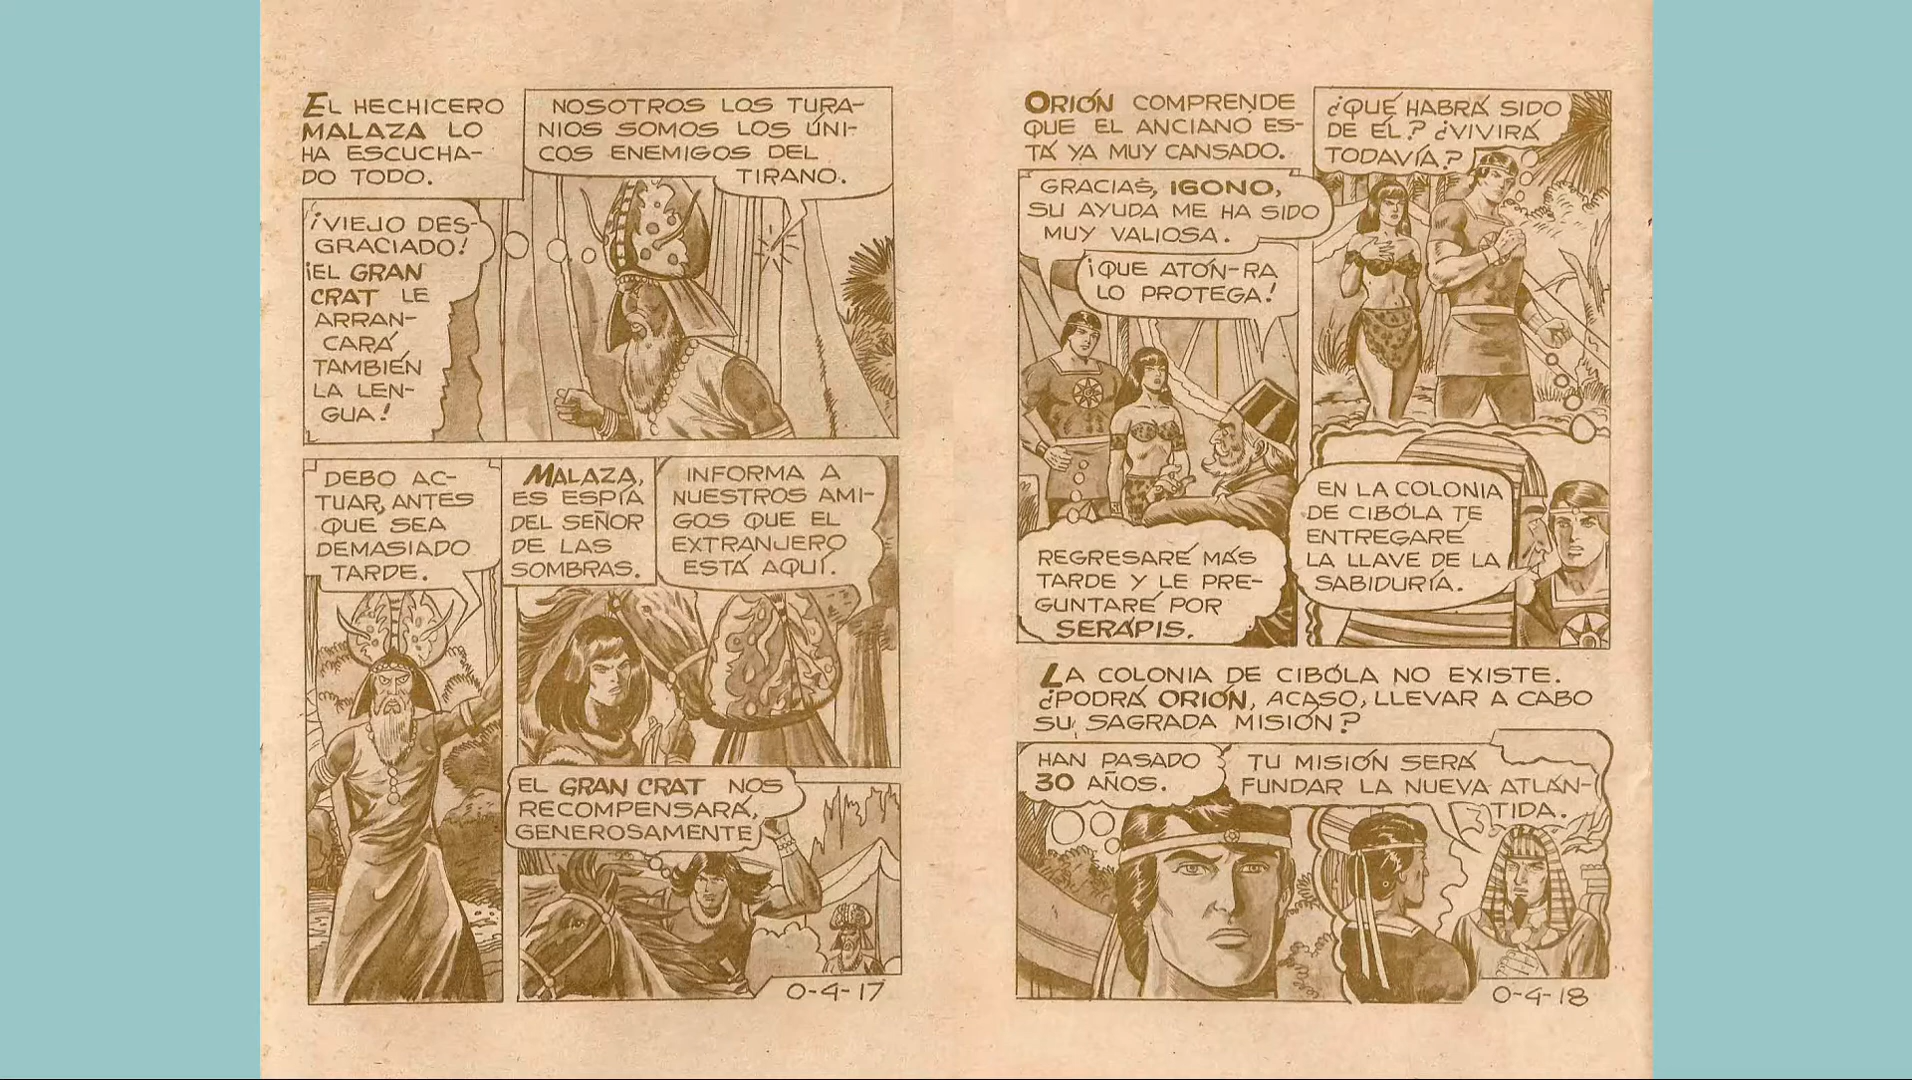 EL HECHICERO
MALAZA LO
HA ESCUCHA-
DO TODO.
NOSOTROS LOS TURA-
NIOS SOMOS LOS ÚNI-
COS ENEMIGOS DEL
TIRANO.
¡VIEJO DES-
GRACIADO!
¡EL GRAN
CRAT LE
ARRAN-
CARÁ
TAMBIÉN
LA LEN-
GUA!
DEBO AC-
TUAR, ANTES
QUE SEA
DEMASIADO
TARDE.
MALAZA,
ES ESPÍA
DEL SEÑOR
DE LAS
SOMBRAS.
INFORMA A
NUESTROS AMI-
GOS QUE EL
EXTRANJERO
ESTÁ AQUÍ.
EL GRAN CRAT NOS
RECOMPENSARÁ,
GENEROSAMENTE
O-4-17
ORIÓN COMPRENDE
QUE EL ANCIANO ES-
TÁ YA MUY CANSADO.
GRACIAS, IGONO,
SU AYUDA ME HA SIDO
MUY VALIOSA.
¡QUE ATÓN-RA
LO PROTEGA!
REGRESARÉ MÁS
TARDE Y LE PRE-
GUNTARÉ POR
SERAPIS.
¿QUÉ HABRÁ SIDO
DE ÉL? ¿VIVIRÁ
TODAVÍA?
EN LA COLONIA
DE CIBÓLA TE
ENTREGARÉ
LA LLAVE DE LA
SABIDURÍA.
LA COLONIA DE CIBÓLA NO EXISTE.
¿PODRÁ ORIÓN, ACASO, LLEVAR A CABO
SU SAGRADA MISIÓN?
HAN PASADO
30 AÑOS.
TU MISIÓN SERÁ
FUNDAR LA NUEVA ATLÁN-
TIDA.
O-4-18